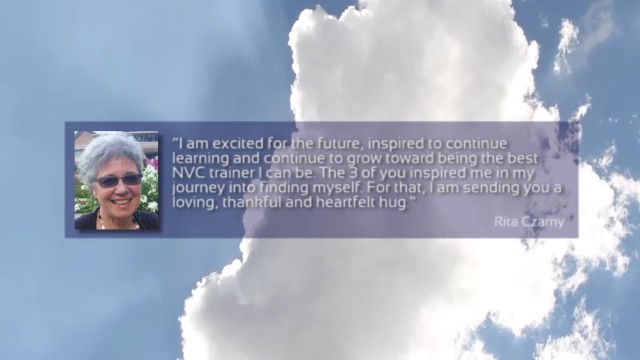 "I am excited for the future, inspired to continue
learning and continue to grow toward being the best
NVC trainer I can be. The 3 of you inspired me in my
journey into finding myself. For that, I am sending you a
loving, thankful and heartfelt hug."
Rita Czarny